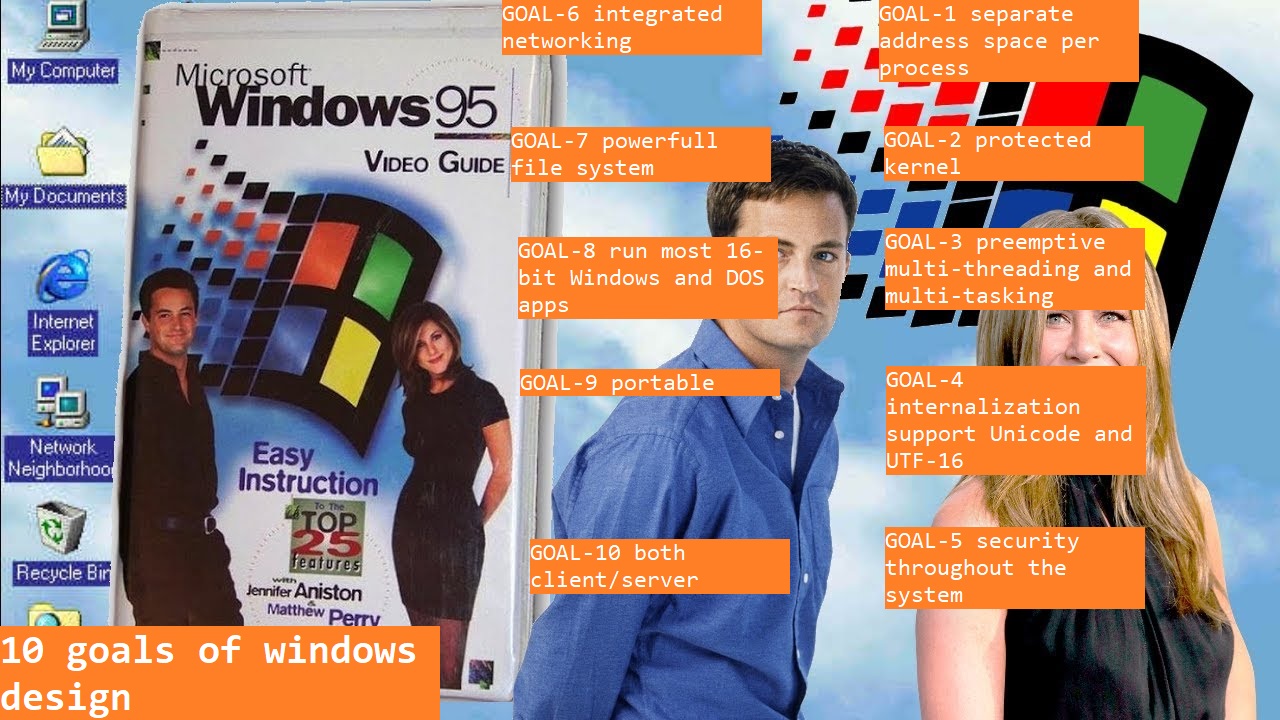 My Computer
My Documents
Internet
Explorer
Network
Neighborhoo
Recycle Bin
Microsoft
Windows 95
VIDEO GUIDE
Easy
Instruction
To The
TOP
25
features
with
Jennifer Aniston
&
Matthew Perry
10 goals of windows
design
GOAL-6 integrated
networking
GOAL-7 powerfull
file system
GOAL-8 run most 16-
bit Windows and DOS
apps
GOAL-9 portable
GOAL-10 both
client/server
GOAL-1 separate
address space per
process
GOAL-2 protected
kernel
GOAL-3 preemptive
multi-threading and
multi-tasking
GOAL-4
internalization
support Unicode and
UTF-16
GOAL-5 security
throughout the
system